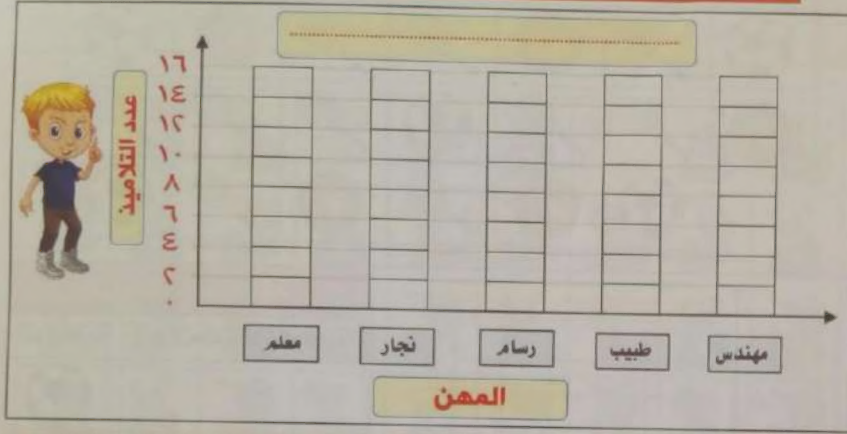 ١٦
١٤
١٢
١٠
٨
٦
٤
٢
٠
عدد التلاميذ
معلم
نجار
رسام
طبيب
مهندس
المهن